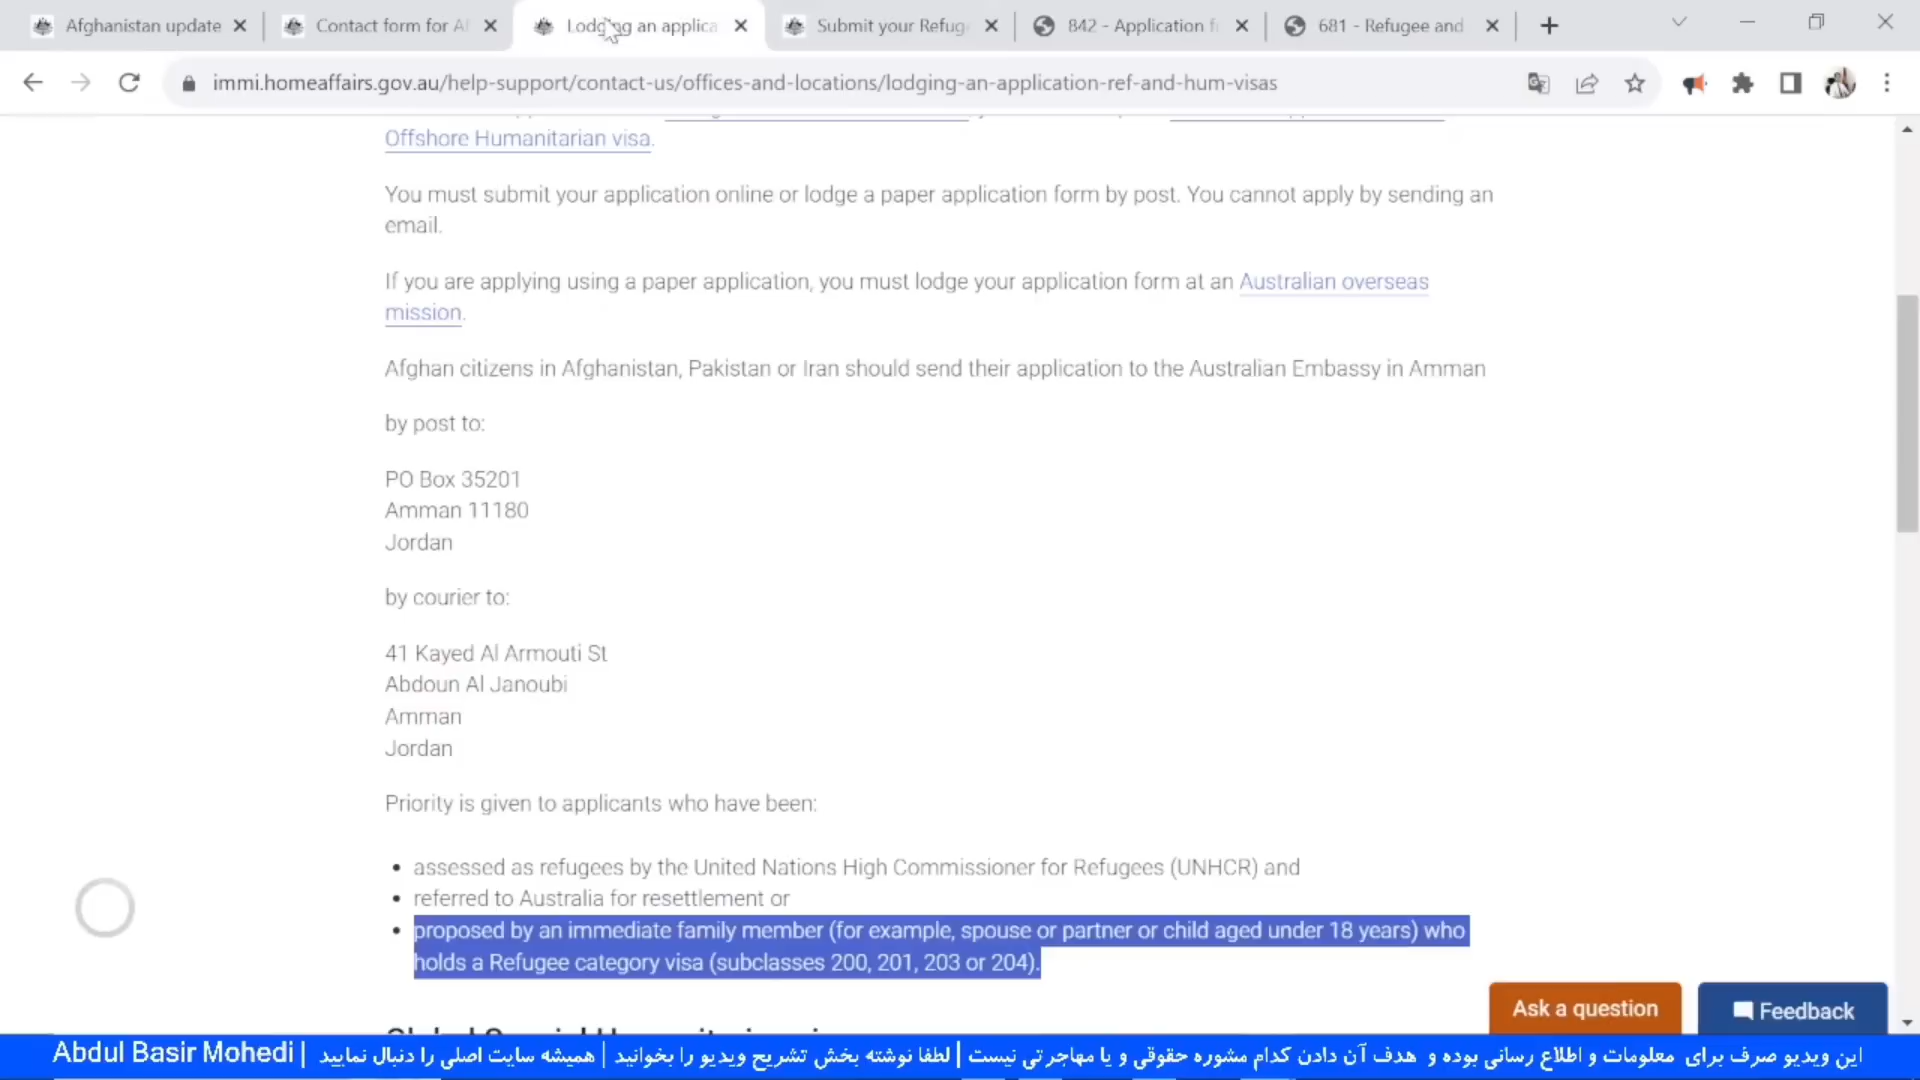 Afghanistan update
Contact form for Af
Lodging an applica
Submit your Refug
842 - Application f
681 - Refugee and
immi.homeaffairs.gov.au/help-support/contact-us/offices-and-locations/lodging-an-application-ref-and-hum-visas
Offshore Humanitarian visa.
You must submit your application online or lodge a paper application form by post. You cannot apply by sending an
email.
If you are applying using a paper application, you must lodge your application form at an Australian overseas
mission.
Afghan citizens in Afghanistan, Pakistan or Iran should send their application to the Australian Embassy in Amman
by post to:
PO Box 35201
Amman 11180
Jordan
by courier to:
41 Kayed Al Armouti St
Abdoun Al Janoubi
Amman
Jordan
Priority is given to applicants who have been:
• assessed as refugees by the United Nations High Commissioner for Refugees (UNHCR) and
• referred to Australia for resettlement or
• proposed by an immediate family member (for example, spouse or partner or child aged under 18 years) who
holds a Refugee category visa (subclasses 200, 201, 203 or 204).
Ask a question
Feedback
این ویدیو صرف برای معلومات و اطلاع رسانی بوده و هدف آن دادن کدام مشوره حقوقی و یا مهاجرتی نیست | لطفا نوشته بخش تشریح ویدیو را بخوانید | همیشه سایت اصلی را دنبال نمایید | Abdul Basir Mohedi